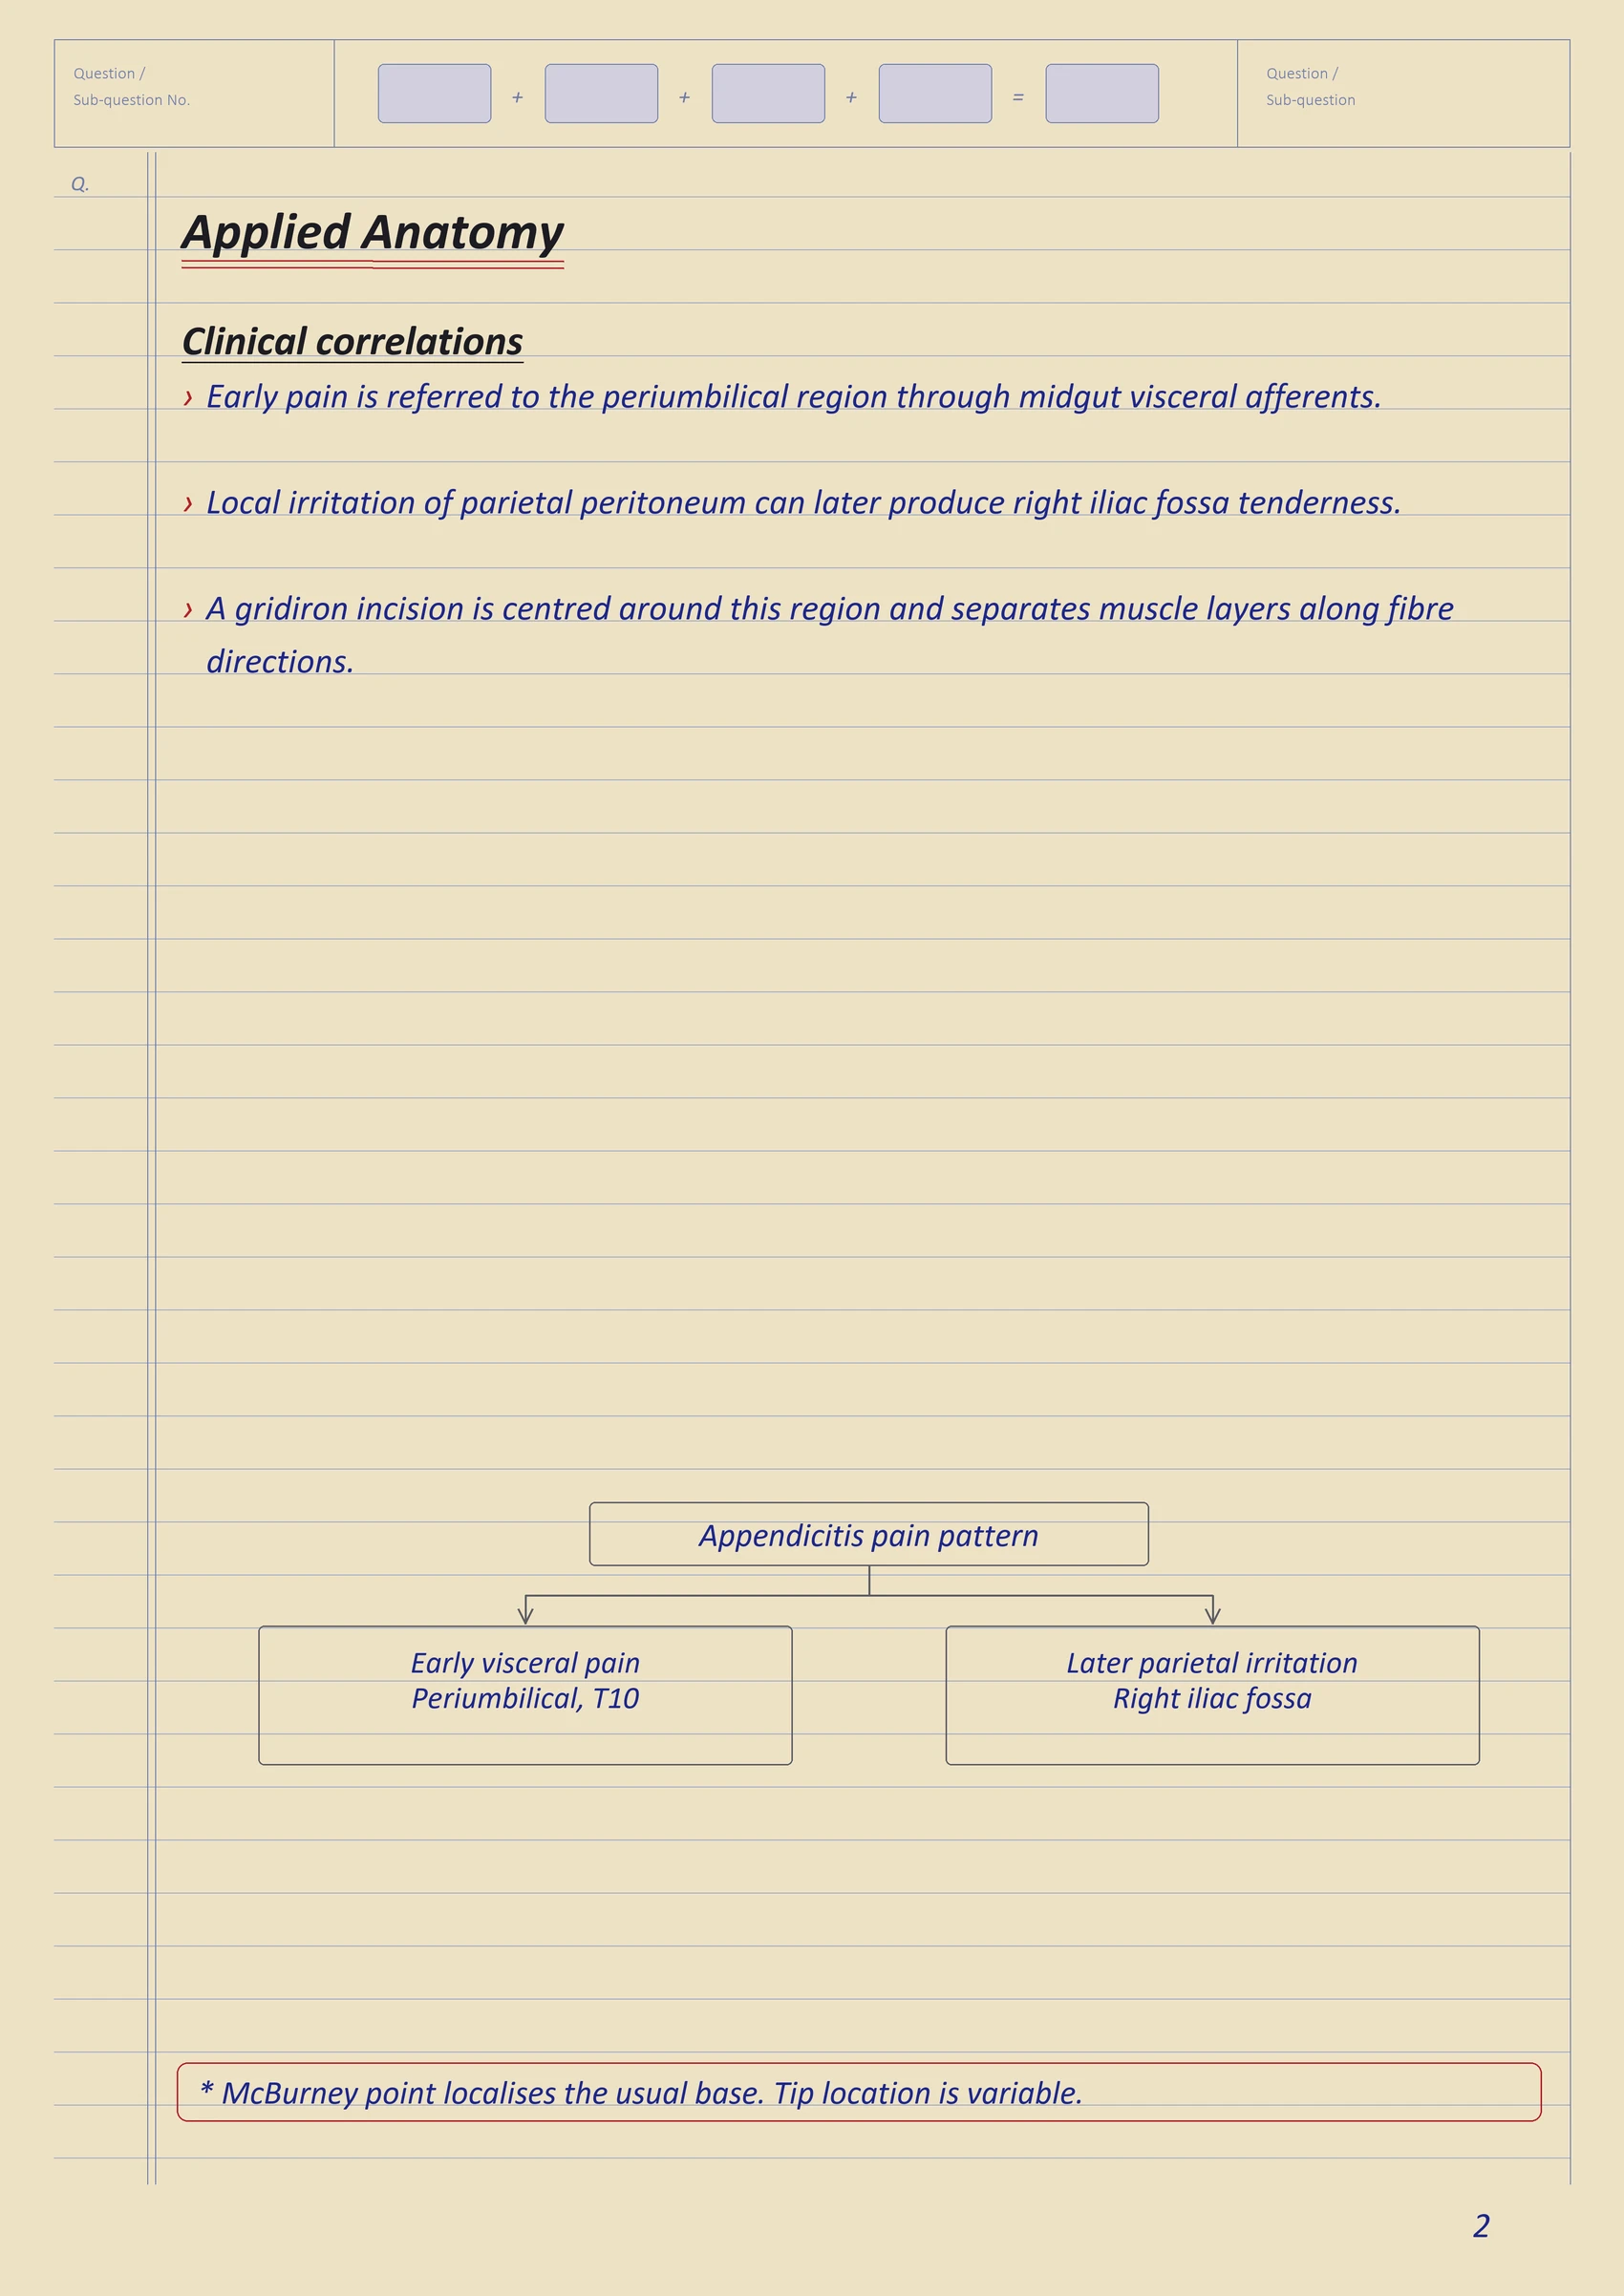 Question /
Sub-question No.
+ + + =
Question /
Sub-question
Q.
Applied Anatomy
Clinical correlations
› Early pain is referred to the periumbilical region through midgut visceral afferents.
› Local irritation of parietal peritoneum can later produce right iliac fossa tenderness.
› A gridiron incision is centred around this region and separates muscle layers along fibre
directions.
Appendicitis pain pattern
Early visceral pain
Periumbilical, T10
Later parietal irritation
Right iliac fossa
* McBurney point localises the usual base. Tip location is variable.
2